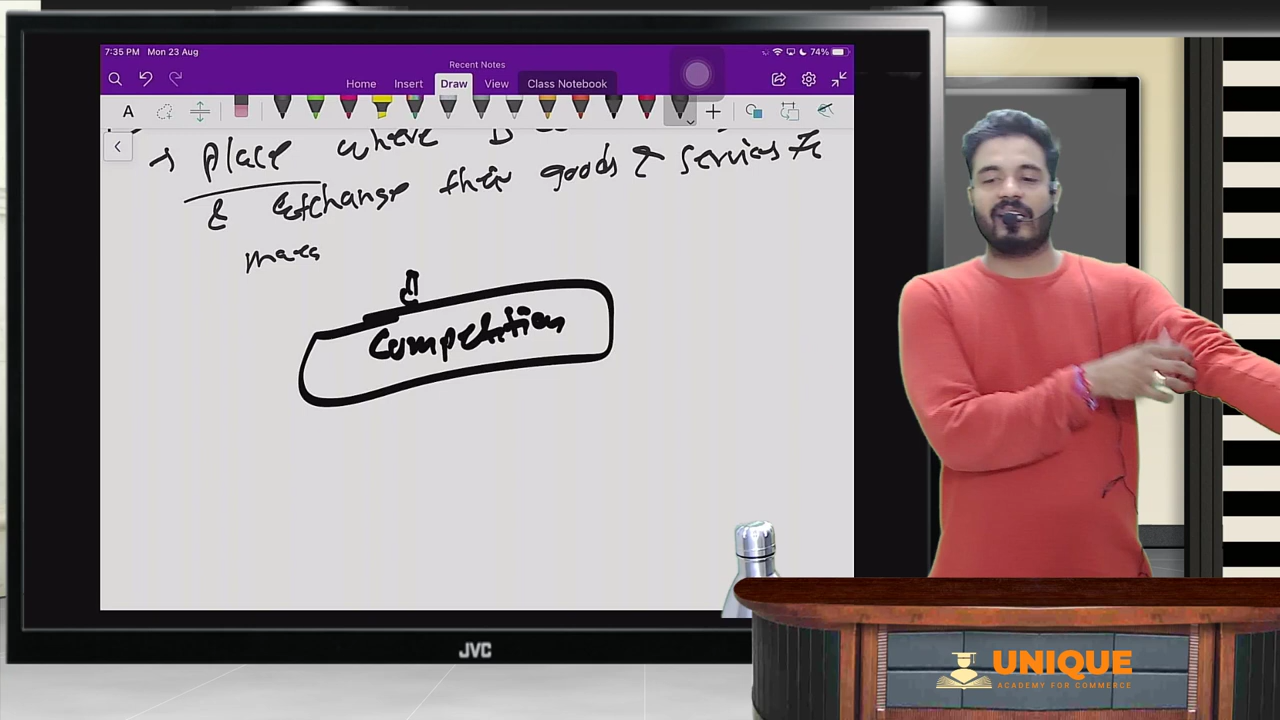 7:35 PM Mon 23 Aug
74%
Recent Notes
Home Insert Draw View Class Notebook
A
place where
& exchange their goods & services
Competition
JVC
UNIQUE
ACADEMY FOR COMMERCE